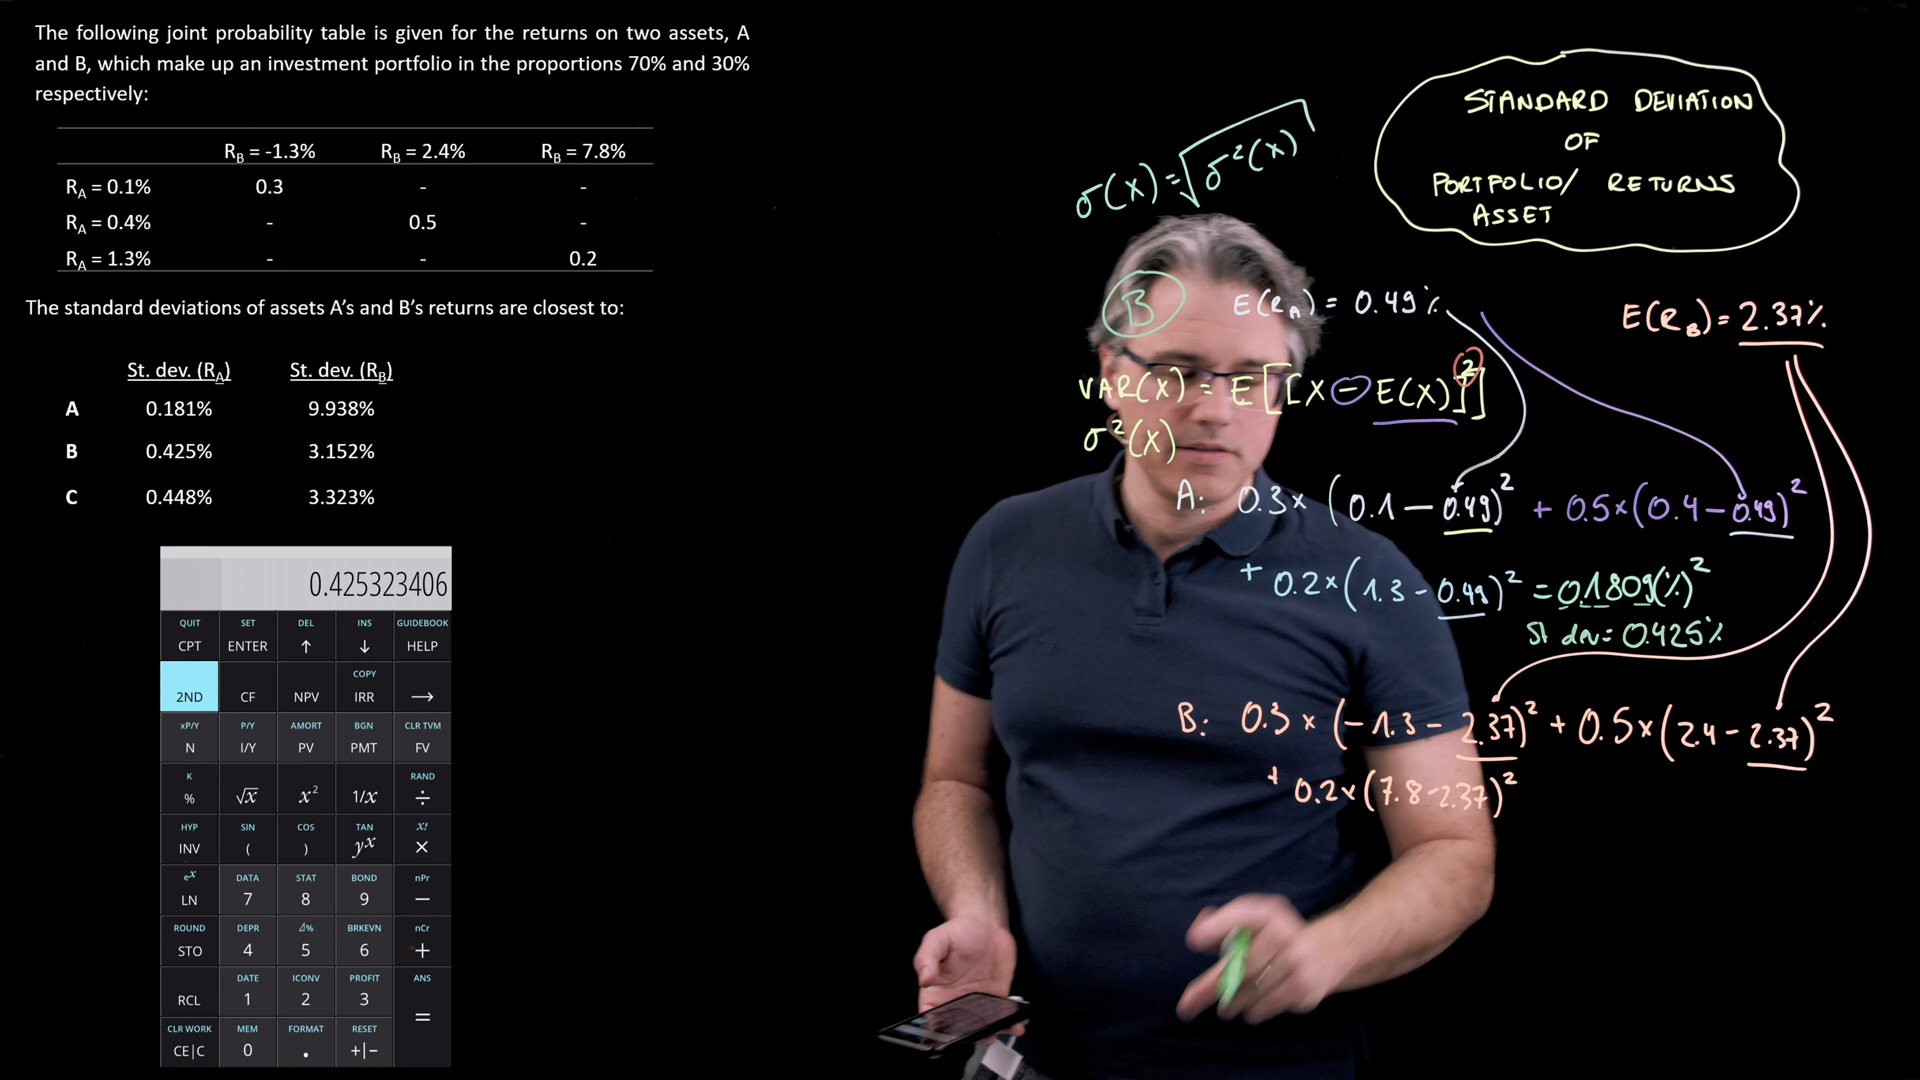 The following joint probability table is given for the returns on two assets, A
and B, which make up an investment portfolio in the proportions 70% and 30%
respectively:
R_B = -1.3% R_B = 2.4% R_B = 7.8%
R_A = 0.1% 0.3 - -
R_A = 0.4% - 0.5 -
R_A = 1.3% - - 0.2
The standard deviations of assets A's and B's returns are closest to:
St. dev. (R_A) St. dev. (R_B)
A 0.181% 9.938%
B 0.425% 3.152%
C 0.448% 3.323%
0.425323406
QUIT SET DEL INS GUIDEBOOK
CPT ENTER ↑ ↓ HELP
COPY
2ND CF NPV IRR →
xP/Y P/Y AMORT BGN CLR TVM
N I/Y PV PMT FV
K RAND
% √x x² 1/x ÷
HYP SIN COS TAN x!
INV ( ) yˣ ×
eˣ DATA STAT BOND nPr
LN 7 8 9 −
ROUND DEPR Δ% BRKEVN nCr
STO 4 5 6 +
DATE ICONV PROFIT ANS
RCL 1 2 3 =
CLR WORK MEM FORMAT RESET
CE|C 0 . +|−
STANDARD DEVIATION
OF
PORTFOLIO/ RETURNS
ASSET
σ(X) = √σ²(X)
B E(R_A) = 0.49% E(R_B) = 2.37%
VAR(X) = E[[X − E(X)]²]
σ²(X)
A: 0.3 × (0.1 − 0.49)² + 0.5 × (0.4 − 0.49)²
+ 0.2 × (1.3 − 0.49)² = 0.1809(%)²
St dev = 0.425%
B: 0.3 × (−1.3 − 2.37)² + 0.5 × (2.4 − 2.37)²
+ 0.2 × (7.8 − 2.37)²